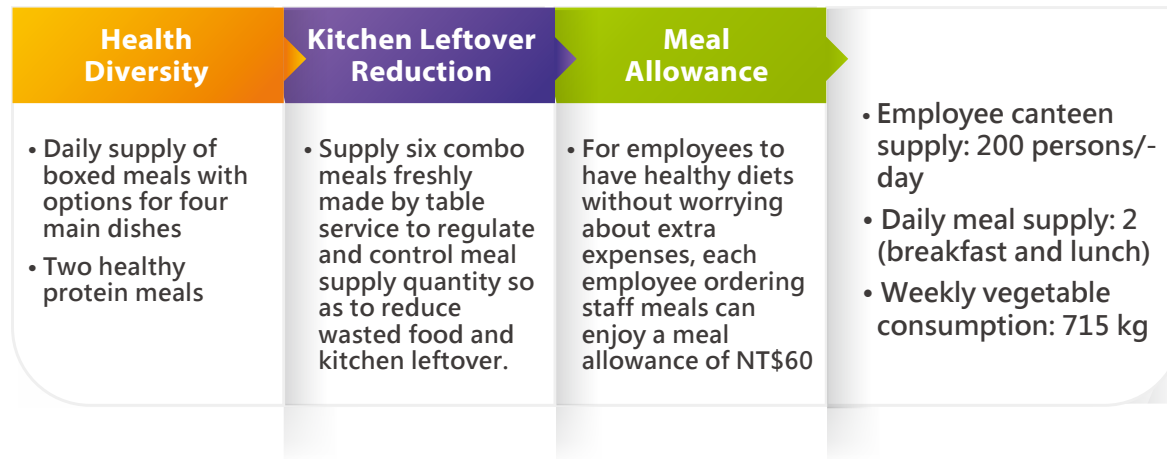 Health
Diversity
• Daily supply of
boxed meals with
options for four
main dishes
• Two healthy
protein meals
Kitchen Leftover
Reduction
• Supply six combo
meals freshly
made by table
service to regulate
and control meal
supply quantity so
as to reduce
wasted food and
kitchen leftover.
Meal
Allowance
• For employees to
have healthy diets
without worrying
about extra
expenses, each
employee ordering
staff meals can
enjoy a meal
allowance of NT$60
• Employee canteen
supply: 200 persons/-
day
• Daily meal supply: 2
(breakfast and lunch)
• Weekly vegetable
consumption: 715 kg